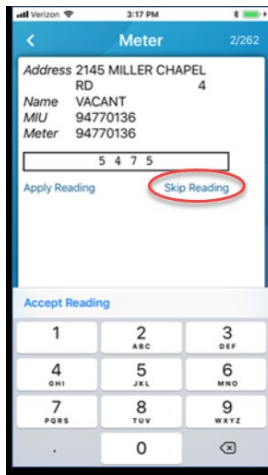 Verizon 3:17 PM
Meter 2/262
Address 2145 MILLER CHAPEL
RD 4
Name VACANT
MIU 94770136
Meter 94770136
5 4 7 5
Apply Reading Skip Reading
Accept Reading
1 2 3
ABC DEF
4 5 6
GHI JKL MNO
7 8 9
PQRS TUV WXYZ
. 0